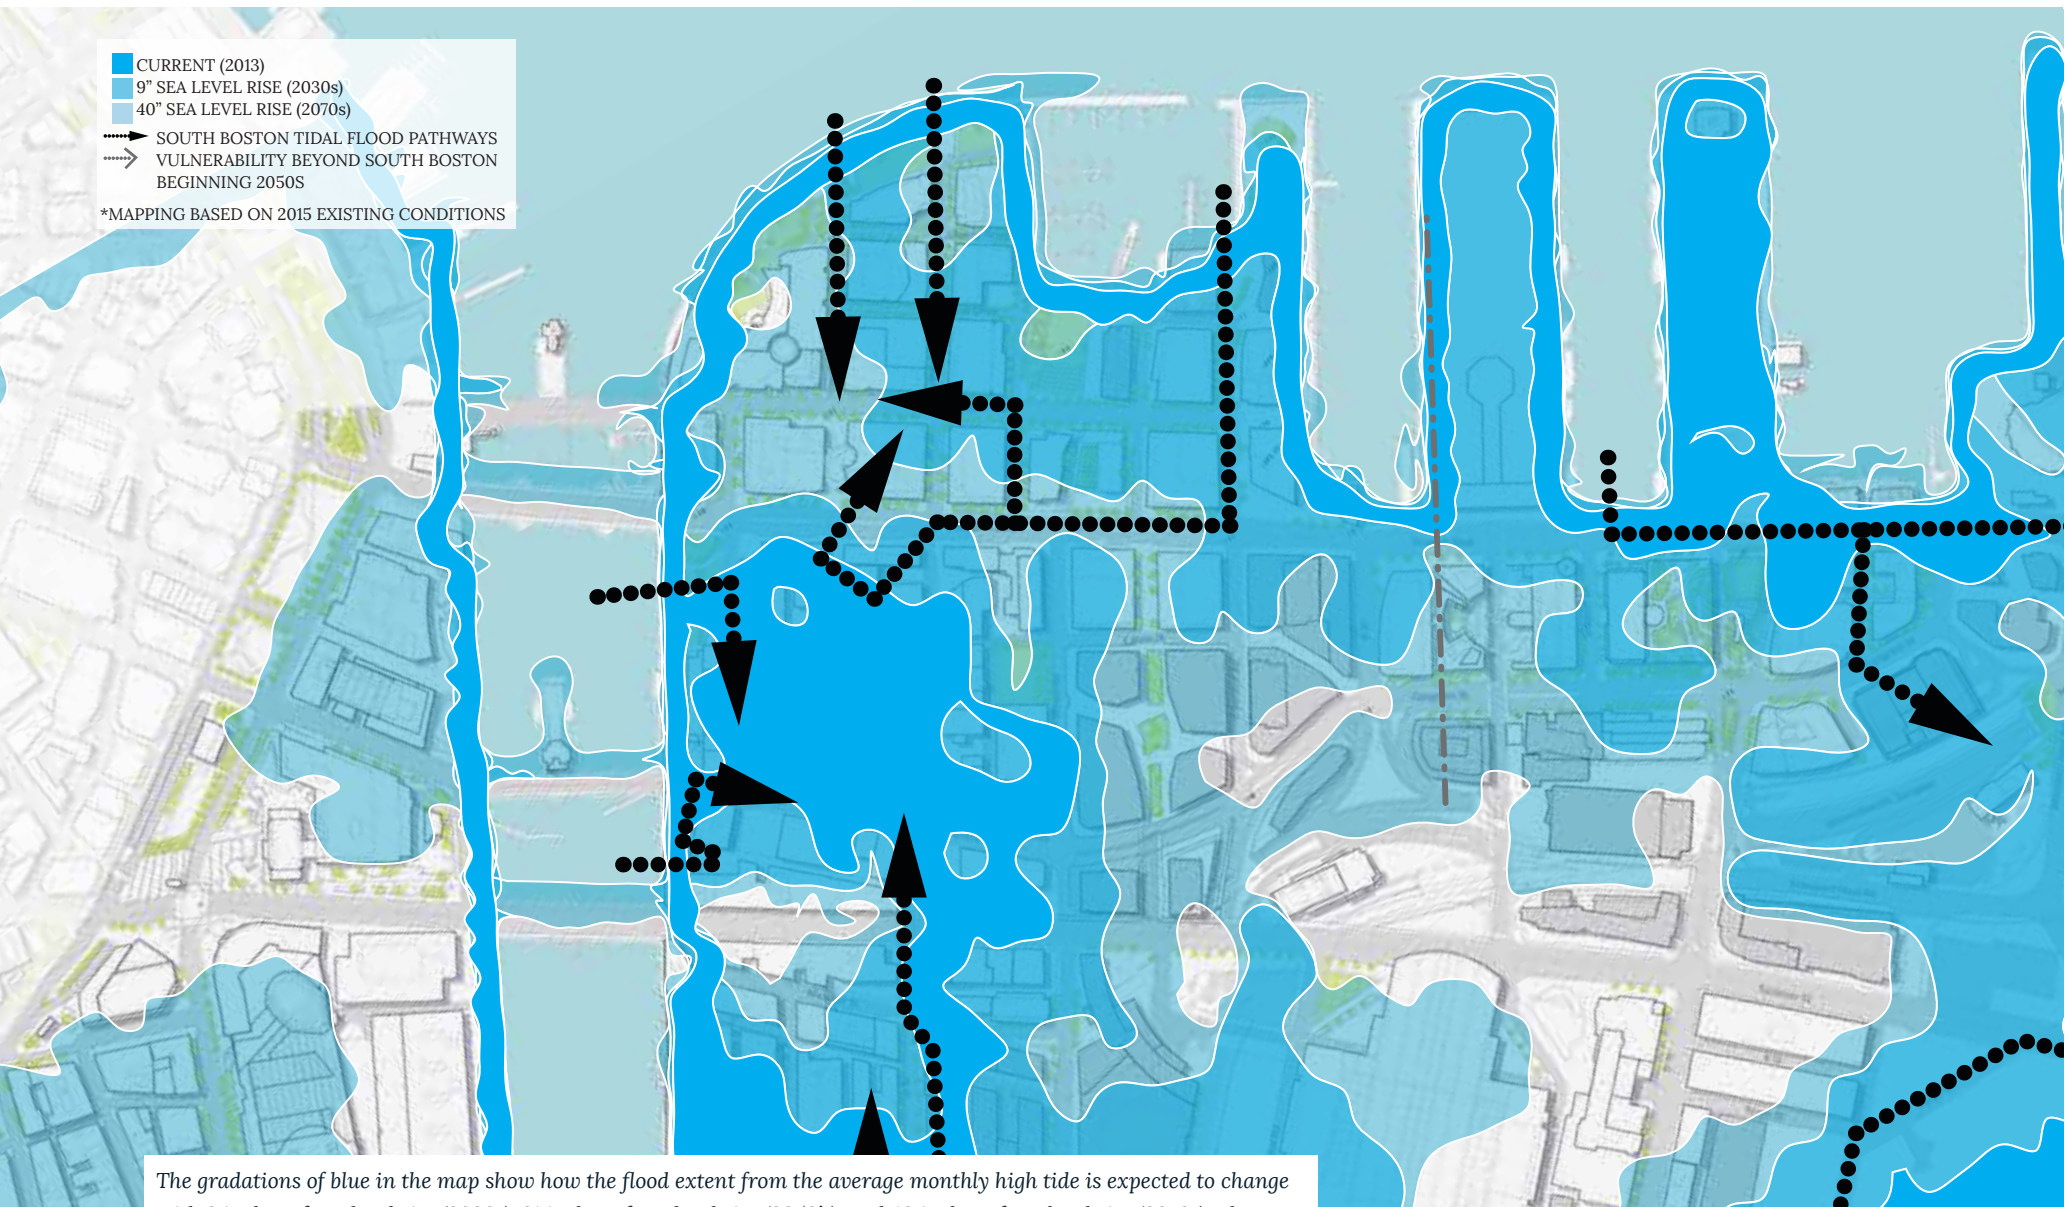 CURRENT (2013)
9” SEA LEVEL RISE (2030s)
40” SEA LEVEL RISE (2070s)
SOUTH BOSTON TIDAL FLOOD PATHWAYS
VULNERABILITY BEYOND SOUTH BOSTON
BEGINNING 2050S
*MAPPING BASED ON 2015 EXISTING CONDITIONS
The gradations of blue in the map show how the flood extent from the average monthly high tide is expected to change